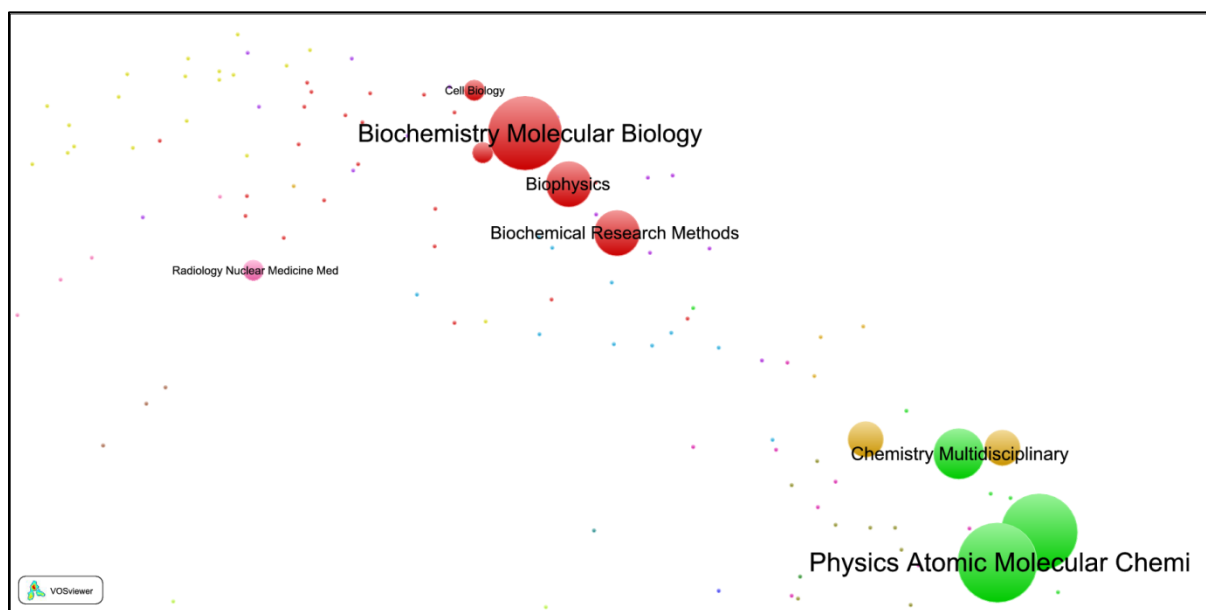 Cell Biology
Biochemistry Molecular Biology
Biophysics
Biochemical Research Methods
Radiology Nuclear Medicine Med
Chemistry Multidisciplinary
Physics Atomic Molecular Chemi
VOSviewer